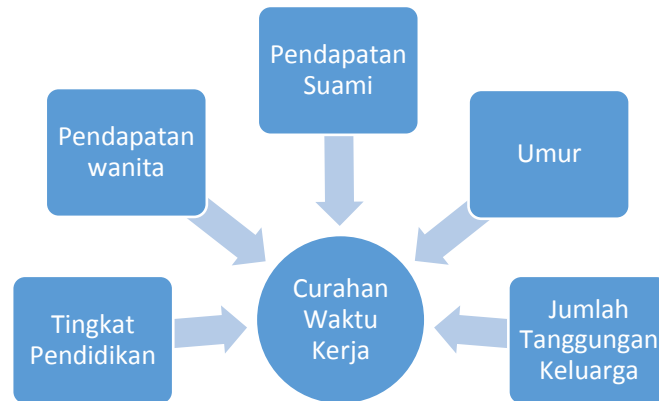 Pendapatan
Suami
Pendapatan
wanita
Umur
Tingkat
Pendidikan
Curahan
Waktu
Kerja
Jumlah
Tanggungan
Keluarga